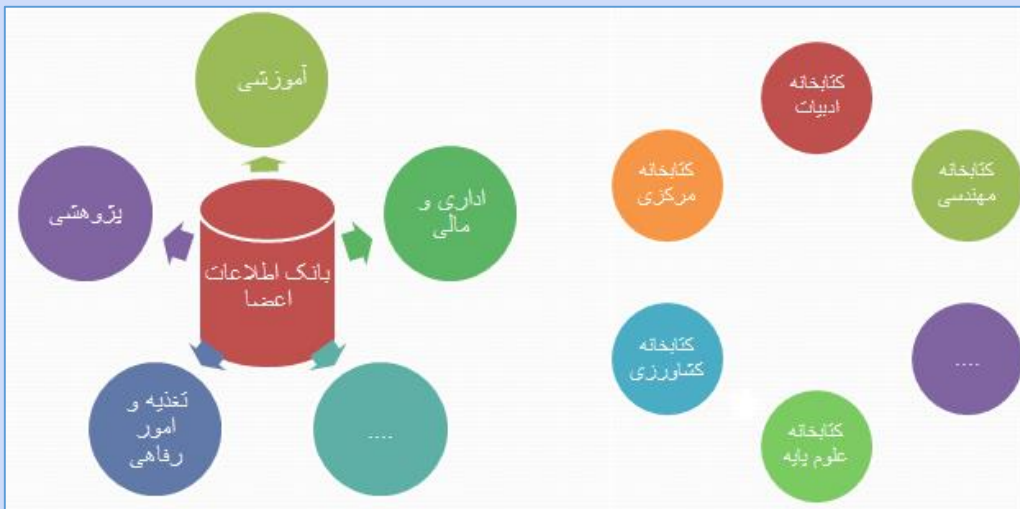 آموزشی
پژوهشی
اداری و
مالی
بانک اطلاعات
اعضا
تغذیه و
امور
رفاهی
....
کتابخانه
ادبیات
کتابخانه
مرکزی
کتابخانه
مهندسی
کتابخانه
کشاورزی
....
کتابخانه
علوم پایه